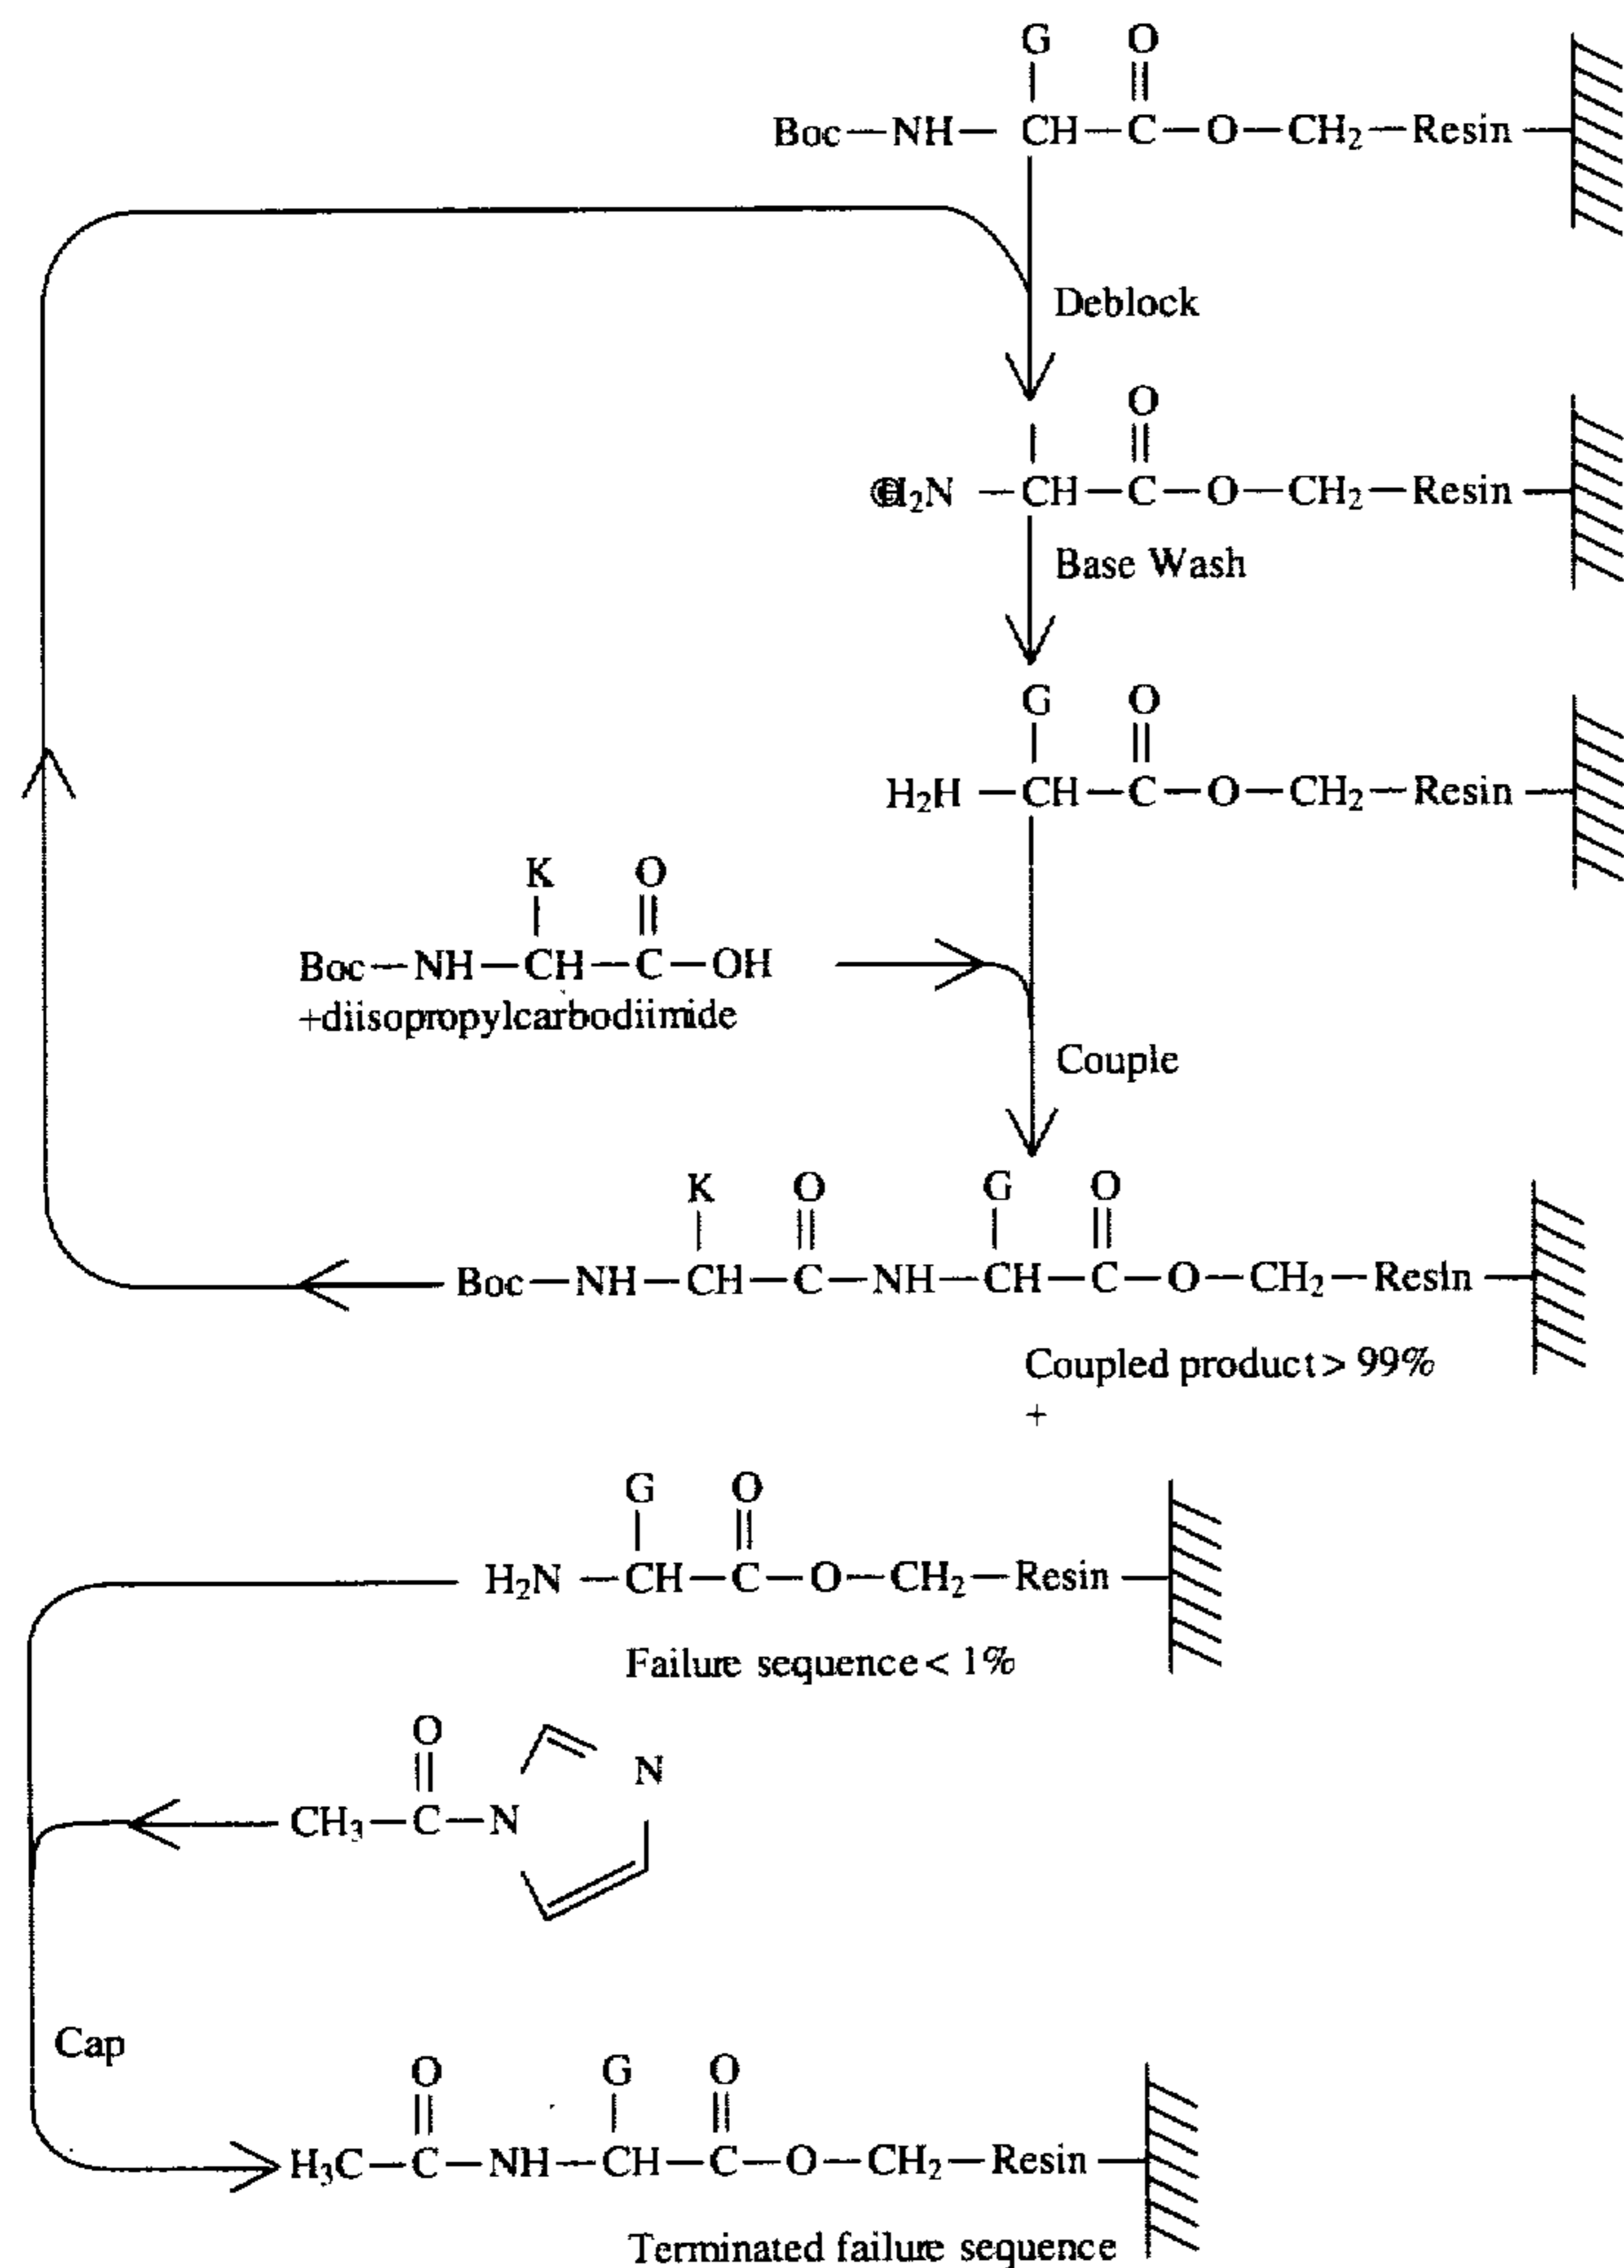 G O
Boc—NH—CH—C—O—CH₂—Resin
Deblock
O
⊕H₂N—CH—C—O—CH₂—Resin
Base Wash
G O
H₂H—CH—C—O—CH₂—Resin
K O
Boc—NH—CH—C—OH
+diisopropylcarbodiimide
Couple
K O G O
Boc—NH—CH—C—NH—CH—C—O—CH₂—Resin
Coupled product > 99%
+
G O
H₂N—CH—C—O—CH₂—Resin
Failure sequence < 1%
O
N
CH₃—C—N
Cap
O G O
H₃C—C—NH—CH—C—O—CH₂—Resin
Terminated failure sequence